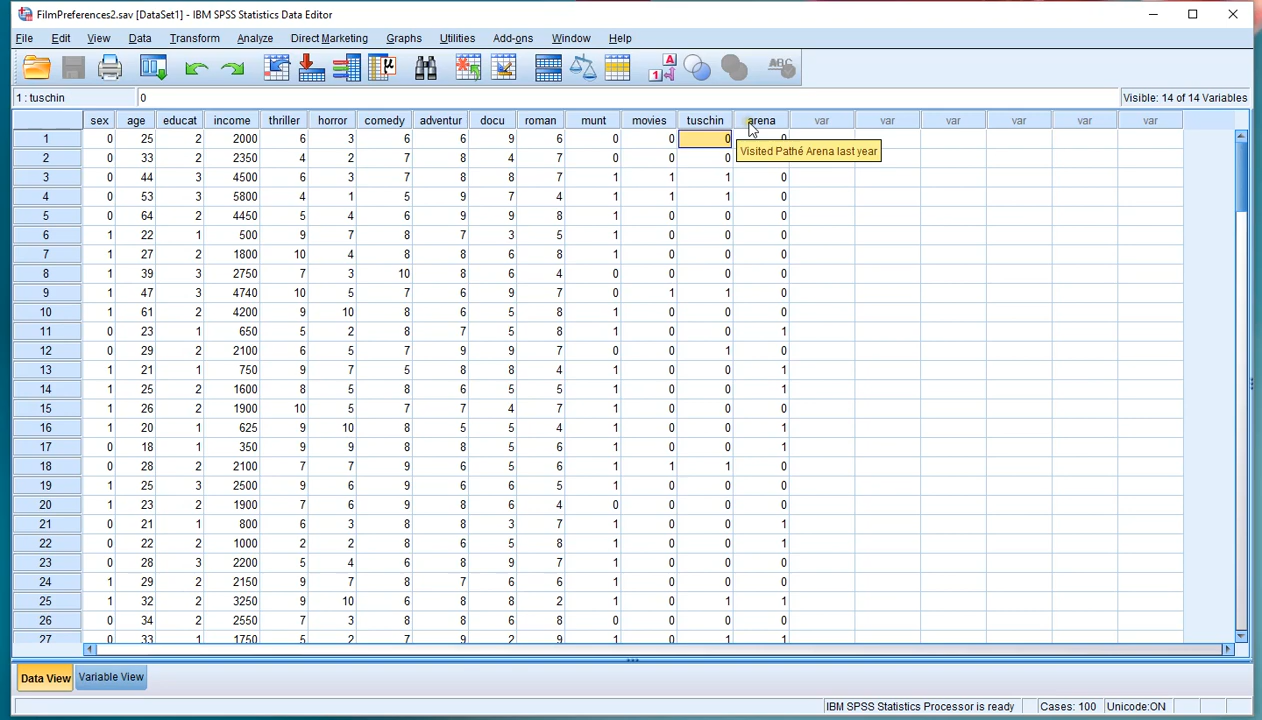 FilmPreferences2.sav [DataSet1] - IBM SPSS Statistics Data Editor
File Edit View Data Transform Analyze Direct Marketing Graphs Utilities Add-ons Window Help
1 : tuschin 0 Visible: 14 of 14 Variables
sex age educat income thriller horror comedy adventur docu roman munt movies tuschin arena var var var var var var
1 0 25 2 2000 6 3 8 6 9 6 0 0 0 0
Visited Pathé Arena last year
2 0 33 2 2350 4 2 7 8 4 7 0 0 0
3 0 44 3 4500 6 3 7 8 8 7 1 1 1 0
4 0 53 3 5800 4 1 5 9 7 4 1 1 1 0
5 0 64 2 4450 5 4 6 9 9 8 1 0 0 0
6 1 22 1 500 9 7 8 7 3 5 1 0 0 0
7 1 27 2 1800 10 4 8 8 6 8 1 0 0 0
8 1 39 3 2750 7 3 10 8 6 4 0 0 0 0
9 1 47 3 4740 10 5 7 6 9 7 0 1 1 0
10 1 61 2 4200 9 10 8 6 5 8 1 0 0 0
11 0 23 1 650 5 2 8 7 5 8 1 0 0 1
12 0 29 2 2100 6 5 7 9 9 7 0 0 1 0
13 0 21 1 750 9 7 5 8 8 4 1 0 0 1
14 0 25 2 1600 8 5 8 6 5 5 1 0 0 1
15 1 26 2 1900 10 5 7 7 4 7 1 0 0 0
16 1 20 1 625 9 10 8 5 5 4 1 0 0 1
17 0 18 1 350 9 9 8 8 5 6 1 0 0 1
18 0 28 2 2100 7 7 9 6 5 6 1 1 1 0
19 1 25 3 2500 9 6 9 6 6 5 1 0 0 0
20 1 23 2 1900 7 6 9 8 6 4 0 0 0 0
21 0 21 1 800 6 3 8 8 3 7 1 0 0 1
22 0 22 2 1000 2 2 8 6 5 8 1 0 0 1
23 0 28 3 2200 5 4 6 8 9 7 1 0 0 0
24 1 29 2 2150 9 7 8 7 6 6 1 0 0 0
25 1 32 2 3250 9 10 6 8 8 2 1 0 1 1
26 0 34 2 2550 7 3 8 8 6 8 1 0 0 0
27 0 33 1 1750 5 2 7 9 2 9 1 0 1 1
Data View Variable View
IBM SPSS Statistics Processor is ready Cases: 100 Unicode:ON